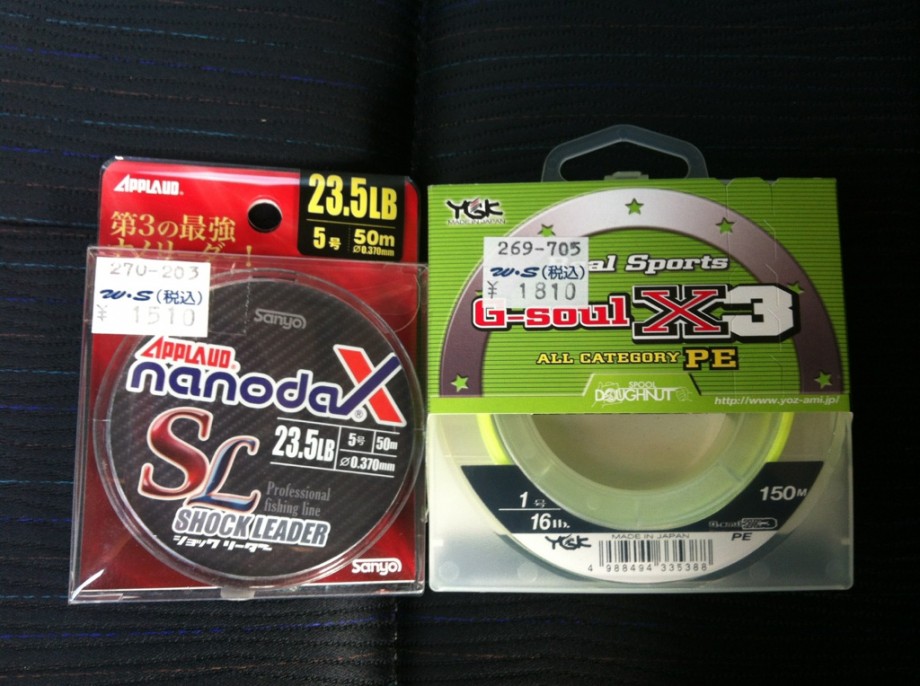 APPLAUD®
23.5LB
5号 50m
Ø0.370mm
第3の最強
270-203
W・S(税込)
¥ 1510
Sanyo
APPLAUD
nanodaX®
SL
23.5LB
5号 50m
Ø0.370mm
Professional
fishing line
SHOCK LEADER
ショックリーダー
Sanyo
YGK
MADE IN JAPAN
269-705
W・S(税込)
¥ 1810
Sports
G-soul X3
ALL CATEGORY PE
SPOOL
DOUGHNUT
http://www.yoz-ami.jp/
1号
16lb.
150M
PE
YGK
MADE IN JAPAN
4 988494 335388